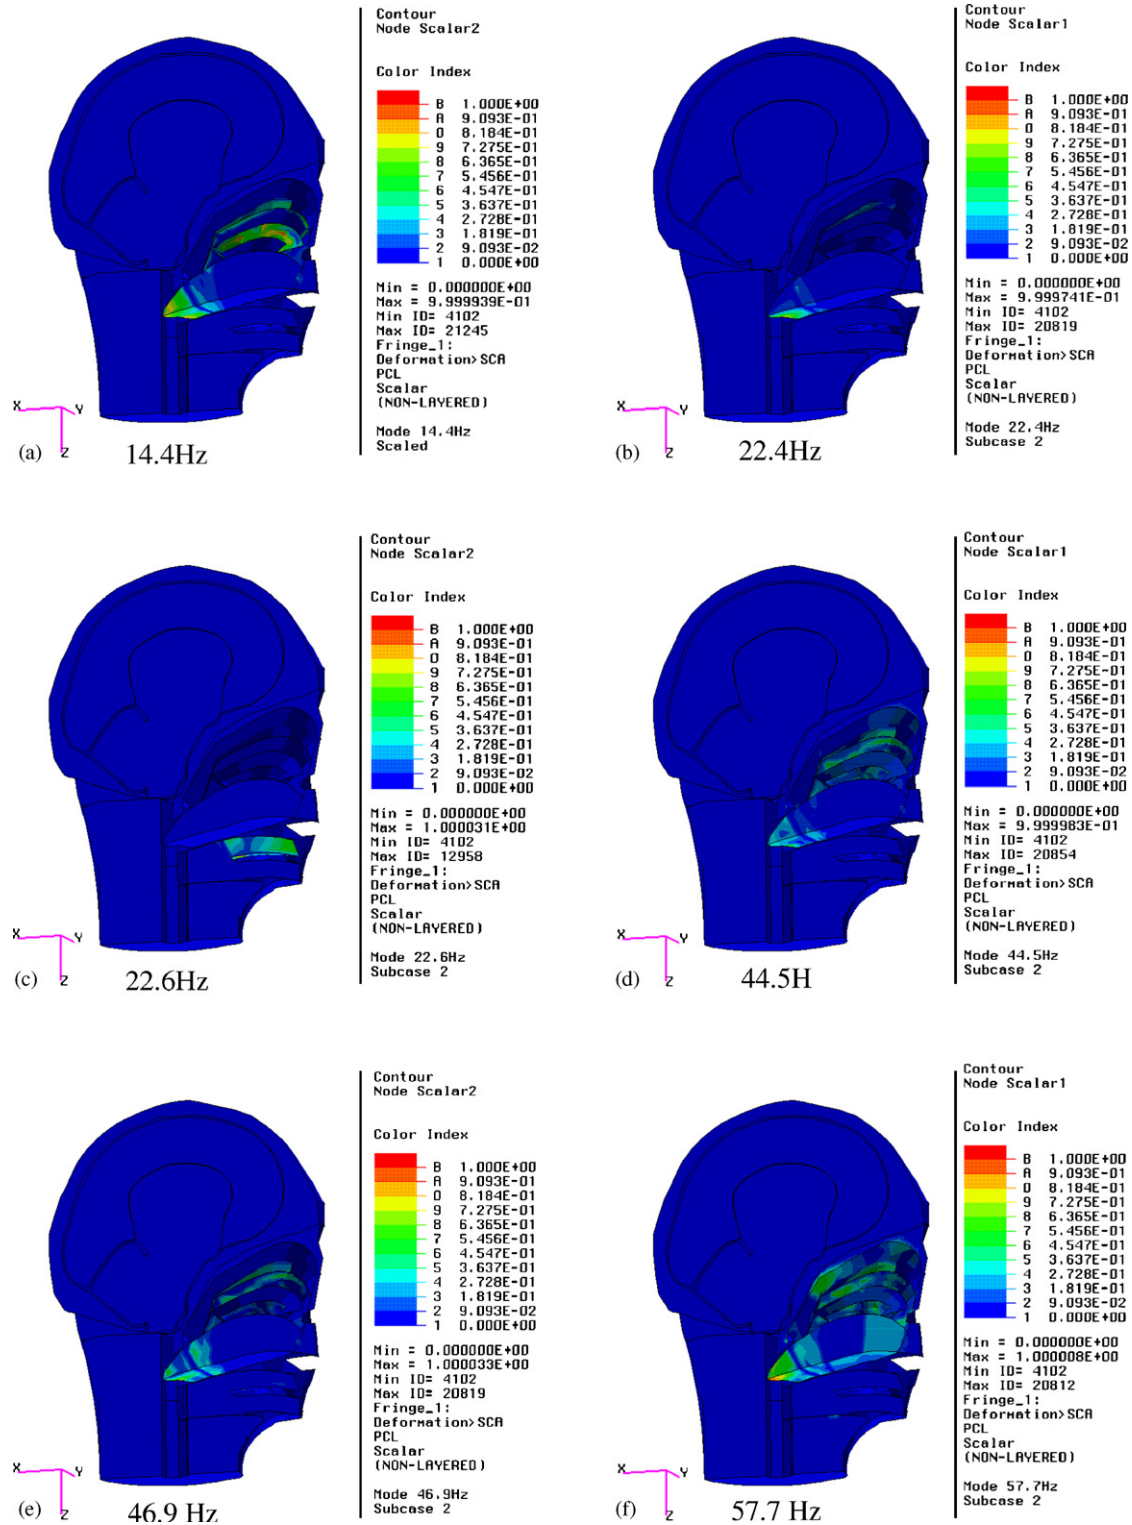 Contour
Node Scalar2
Color Index
B 1.000E+00
A 9.093E-01
0 8.184E-01
9 7.275E-01
8 6.365E-01
7 5.456E-01
6 4.547E-01
5 3.637E-01
4 2.728E-01
3 1.819E-01
2 9.093E-02
1 0.000E+00
Min = 0.000000E+00
Max = 9.999939E-01
Min ID= 4102
Max ID= 21245
Fringe_1:
Deformation>SCA
PCL
Scalar
(NON-LAYERED)
Mode 14.4Hz
Scaled
X
Y
Z
(a)
14.4Hz
Contour
Node Scalar1
Color Index
B 1.000E+00
A 9.093E-01
0 8.184E-01
9 7.275E-01
8 6.365E-01
7 5.456E-01
6 4.547E-01
5 3.637E-01
4 2.728E-01
3 1.819E-01
2 9.093E-02
1 0.000E+00
Min = 0.000000E+00
Max = 9.999741E-01
Min ID= 4102
Max ID= 20819
Fringe_1:
Deformation>SCA
PCL
Scalar
(NON-LAYERED)
Mode 22.4Hz
Subcase 2
X
Y
Z
(b)
22.4Hz
Contour
Node Scalar2
Color Index
B 1.000E+00
A 9.093E-01
0 8.184E-01
9 7.275E-01
8 6.365E-01
7 5.456E-01
6 4.547E-01
5 3.637E-01
4 2.728E-01
3 1.819E-01
2 9.093E-02
1 0.000E+00
Min = 0.000000E+00
Max = 1.000031E+00
Min ID= 4102
Max ID= 12958
Fringe_1:
Deformation>SCA
PCL
Scalar
(NON-LAYERED)
Mode 22.6Hz
Subcase 2
X
Y
Z
(c)
22.6Hz
Contour
Node Scalar1
Color Index
B 1.000E+00
A 9.093E-01
0 8.184E-01
9 7.275E-01
8 6.365E-01
7 5.456E-01
6 4.547E-01
5 3.637E-01
4 2.728E-01
3 1.819E-01
2 9.093E-02
1 0.000E+00
Min = 0.000000E+00
Max = 9.999983E-01
Min ID= 4102
Max ID= 20854
Fringe_1:
Deformation>SCA
PCL
Scalar
(NON-LAYERED)
Mode 44.5Hz
Subcase 2
X
Y
Z
(d)
44.5H
Contour
Node Scalar2
Color Index
B 1.000E+00
A 9.093E-01
0 8.184E-01
9 7.275E-01
8 6.365E-01
7 5.456E-01
6 4.547E-01
5 3.637E-01
4 2.728E-01
3 1.819E-01
2 9.093E-02
1 0.000E+00
Min = 0.000000E+00
Max = 1.000033E+00
Min ID= 4102
Max ID= 20819
Fringe_1:
Deformation>SCA
PCL
Scalar
(NON-LAYERED)
Mode 46.9Hz
Subcase 2
X
Y
Z
(e)
46.9 Hz
Contour
Node Scalar1
Color Index
B 1.000E+00
A 9.093E-01
0 8.184E-01
9 7.275E-01
8 6.365E-01
7 5.456E-01
6 4.547E-01
5 3.637E-01
4 2.728E-01
3 1.819E-01
2 9.093E-02
1 0.000E+00
Min = 0.000000E+00
Max = 1.000008E+00
Min ID= 4102
Max ID= 20812
Fringe_1:
Deformation>SCA
PCL
Scalar
(NON-LAYERED)
Mode 57.7Hz
Subcase 2
X
Y
Z
(f)
57.7 Hz